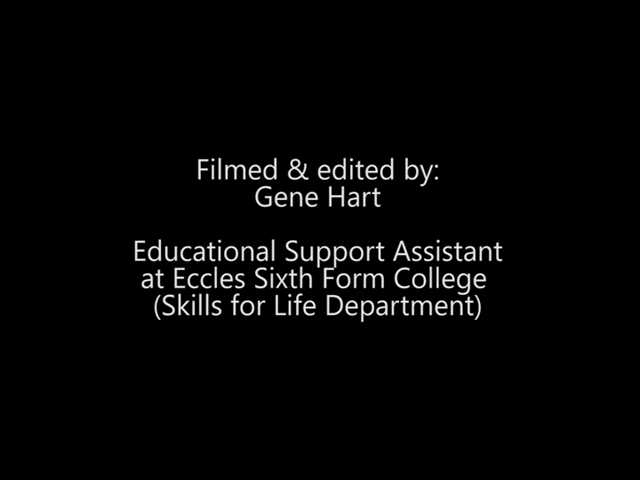 Filmed & edited by:
Gene Hart
Educational Support Assistant
at Eccles Sixth Form College
(Skills for Life Department)